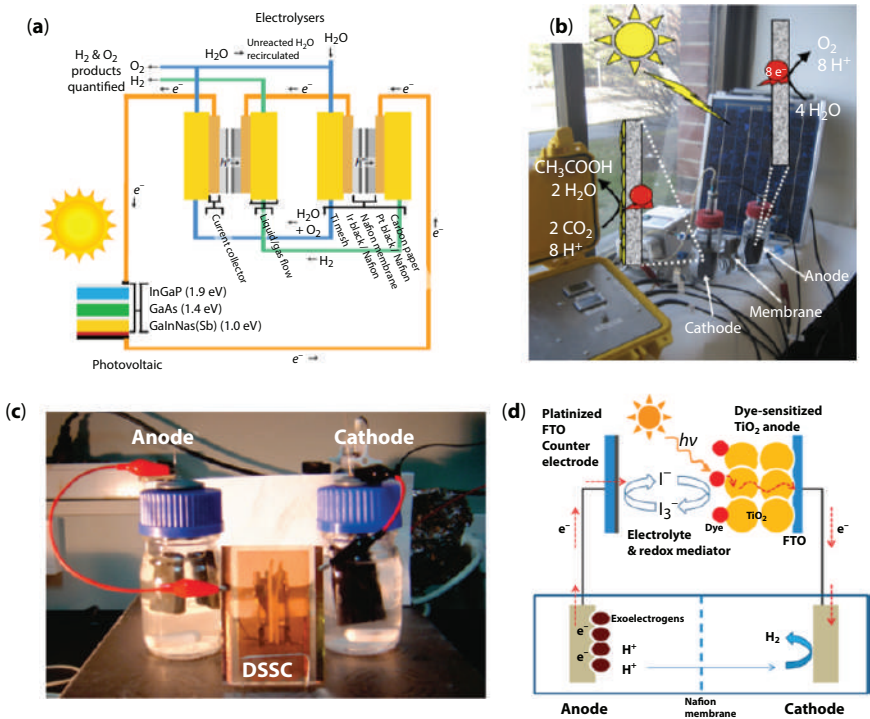 (a)
Electrolysers
H2 & O2
products
quantified
O2
H2
H2O
Unreacted H2O
recirculated
H2O
e−
e−
e−
h+
h+
e−
e−
Current collector
Liquid/gas flow
H2O
+ O2
H2
Ti mesh
Ir black / Nafion
Nafion membrane
Pt black / Nafion
Carbon paper
InGaP (1.9 eV)
GaAs (1.4 eV)
GaInNas(Sb) (1.0 eV)
Photovoltaic
e−
(b)
8 e−
O2
8 H+
4 H2O
CH3COOH
2 H2O
2 CO2
8 H+
Anode
Membrane
Cathode
(c)
Anode
Cathode
DSSC
(d)
Platinized
FTO
Counter
electrode
Dye-sensitized
TiO2 anode
hν
I−
I3−
Dye
TiO2
FTO
Electrolyte
& redox mediator
e−
e−
Exoelectrogens
e−
e−
H+
H+
H2
Anode
Nafion
membrane
Cathode